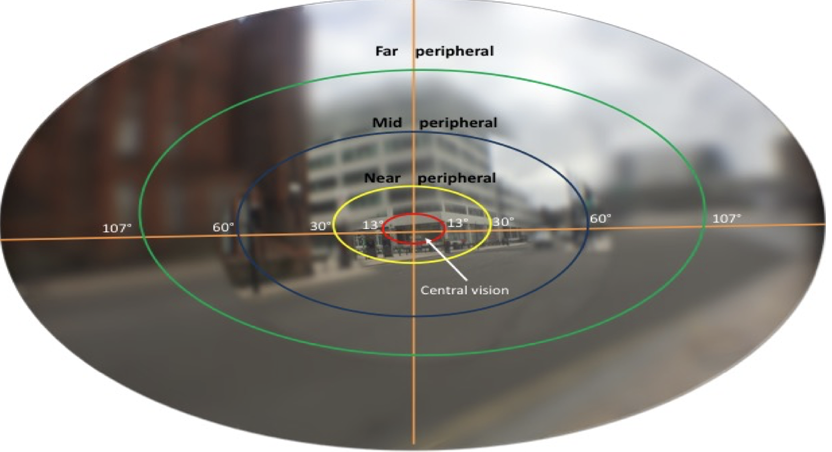 Far peripheral
Mid peripheral
Near peripheral
107° 60° 30° 13° 13° 30° 60° 107°
Central vision